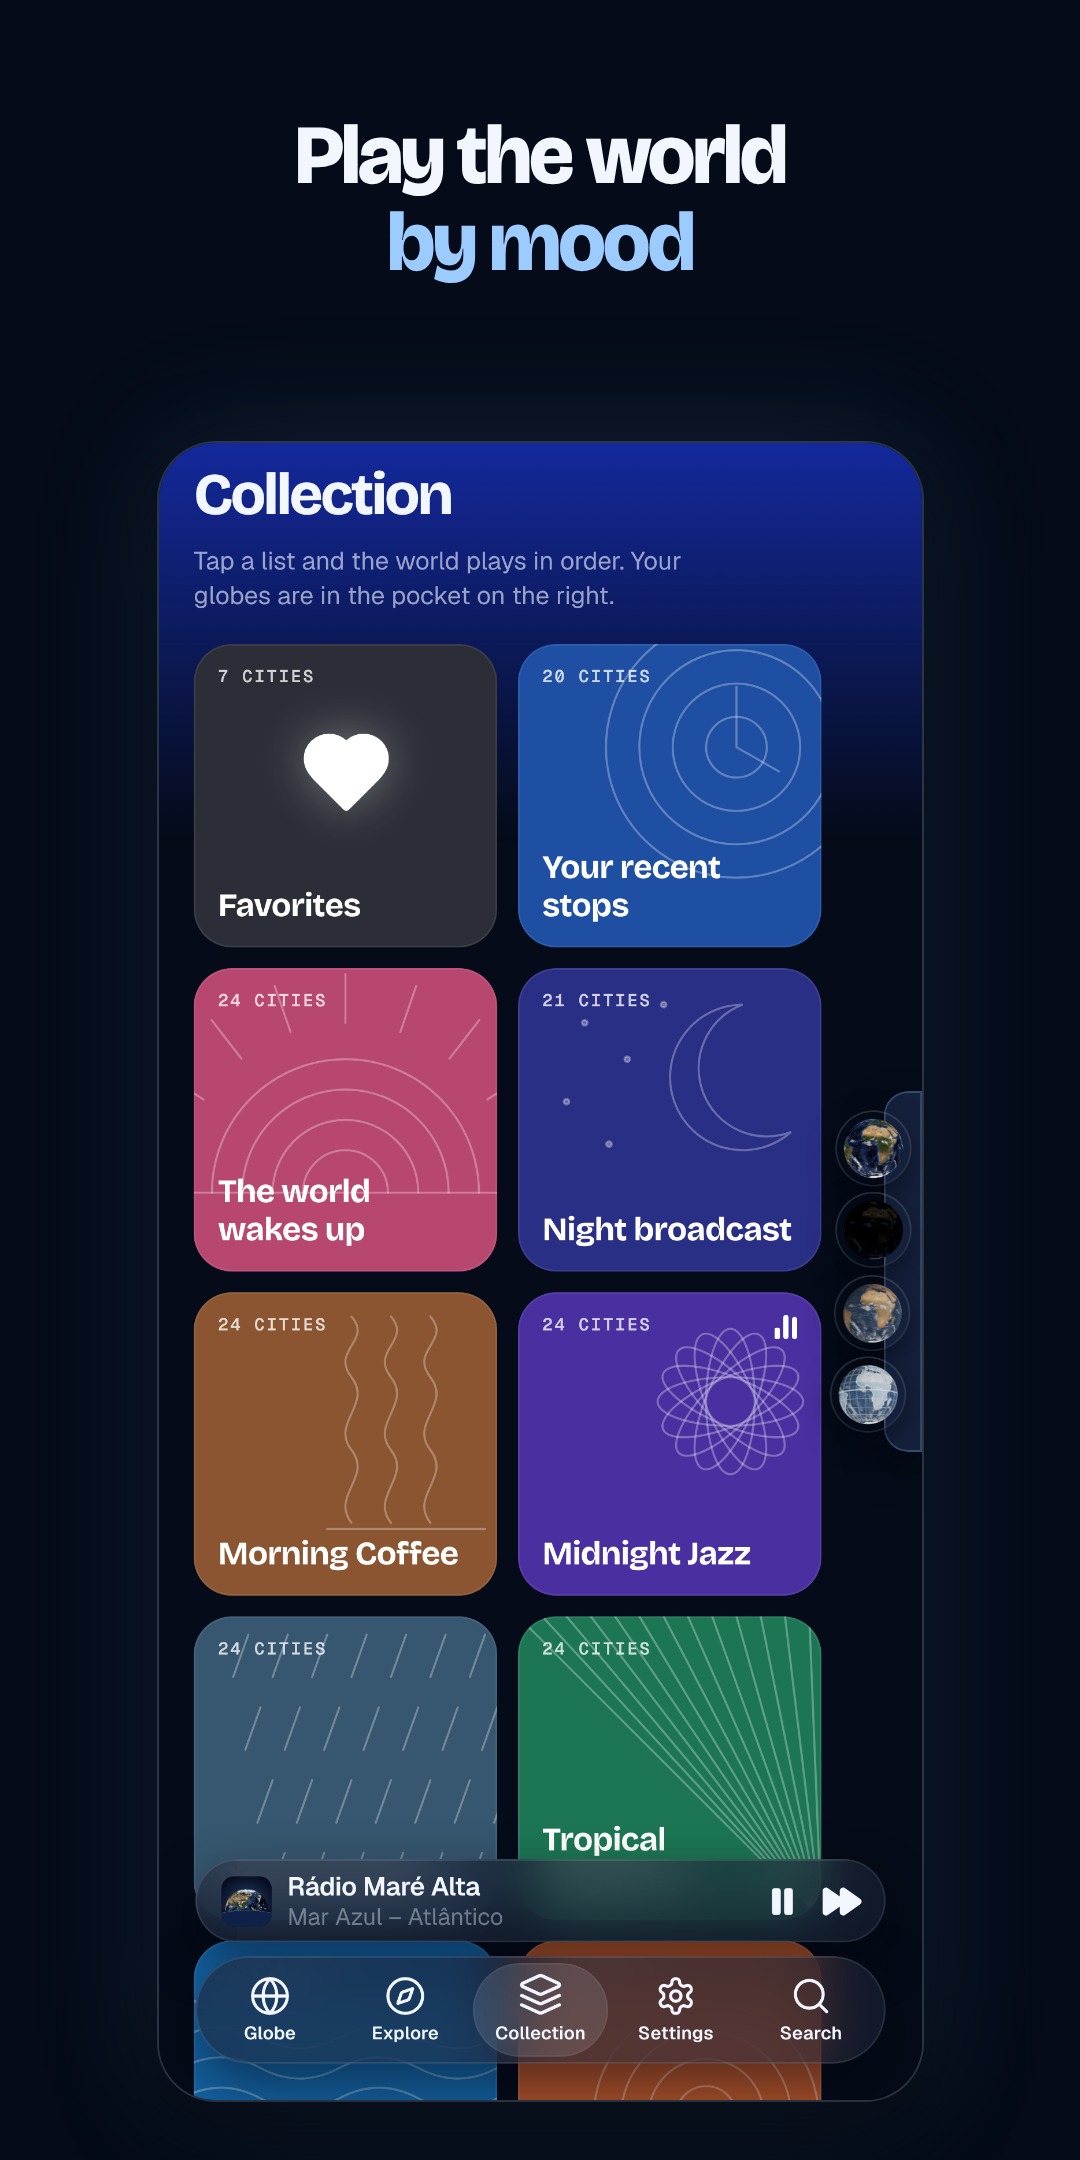 Play the world
by mood
Collection
Tap a list and the world plays in order. Your
globes are in the pocket on the right.
7 CITIES
Favorites
20 CITIES
Your recent
stops
24 CITIES
The world
wakes up
21 CITIES
Night broadcast
24 CITIES
Morning Coffee
24 CITIES
Midnight Jazz
24 CITIES
24 CITIES
Tropical
Rádio Maré Alta
Mar Azul – Atlântico
Globe
Explore
Collection
Settings
Search